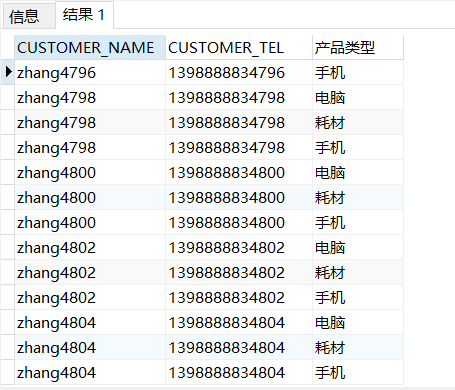 信息 结果 1
CUSTOMER_NAME CUSTOMER_TEL 产品类型
zhang4796 1398888834796 手机
zhang4798 1398888834798 电脑
zhang4798 1398888834798 耗材
zhang4798 1398888834798 手机
zhang4800 1398888834800 电脑
zhang4800 1398888834800 耗材
zhang4800 1398888834800 手机
zhang4802 1398888834802 电脑
zhang4802 1398888834802 耗材
zhang4802 1398888834802 手机
zhang4804 1398888834804 电脑
zhang4804 1398888834804 耗材
zhang4804 1398888834804 手机